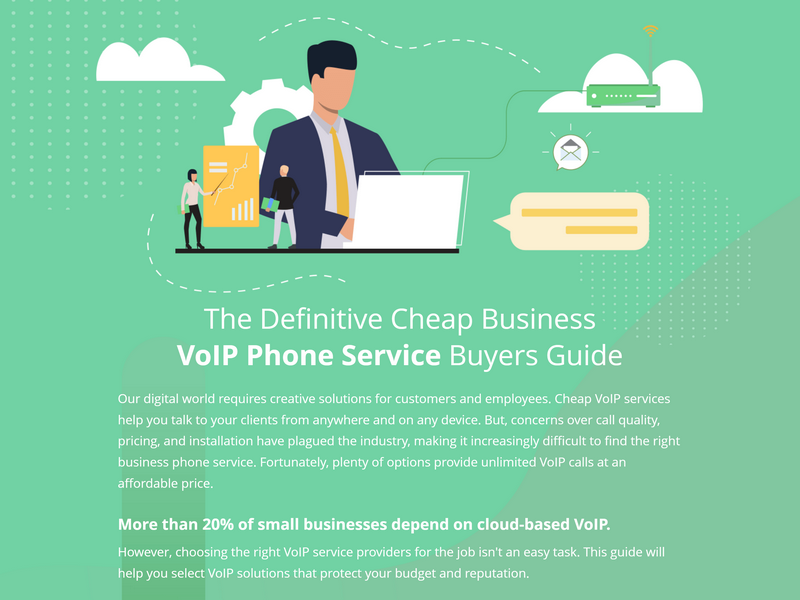 The Definitive Cheap Business
VoIP Phone Service Buyers Guide
Our digital world requires creative solutions for customers and employees. Cheap VoIP services
help you talk to your clients from anywhere and on any device. But, concerns over call quality,
pricing, and installation have plagued the industry, making it increasingly difficult to find the right
business phone service. Fortunately, plenty of options provide unlimited VoIP calls at an
affordable price.
More than 20% of small businesses depend on cloud-based VoIP.
However, choosing the right VoIP service providers for the job isn't an easy task. This guide will
help you select VoIP solutions that protect your budget and reputation.